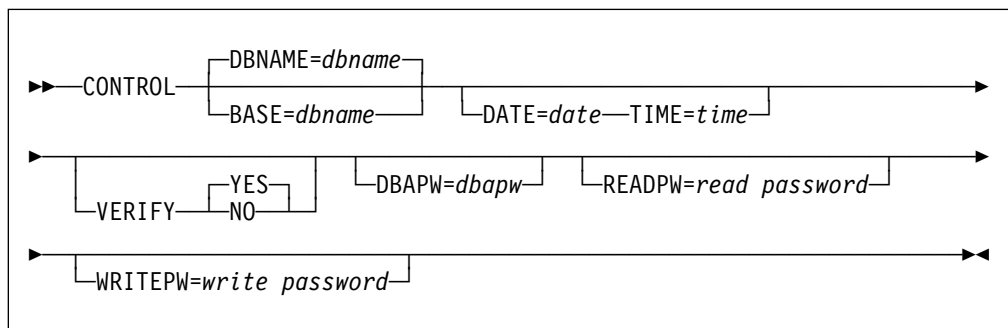 DBNAME=dbname
CONTROL
BASE=dbname DATE=date TIME=time
YES DBAPW=dbapw READPW=read password
VERIFY NO
WRITEPW=write password